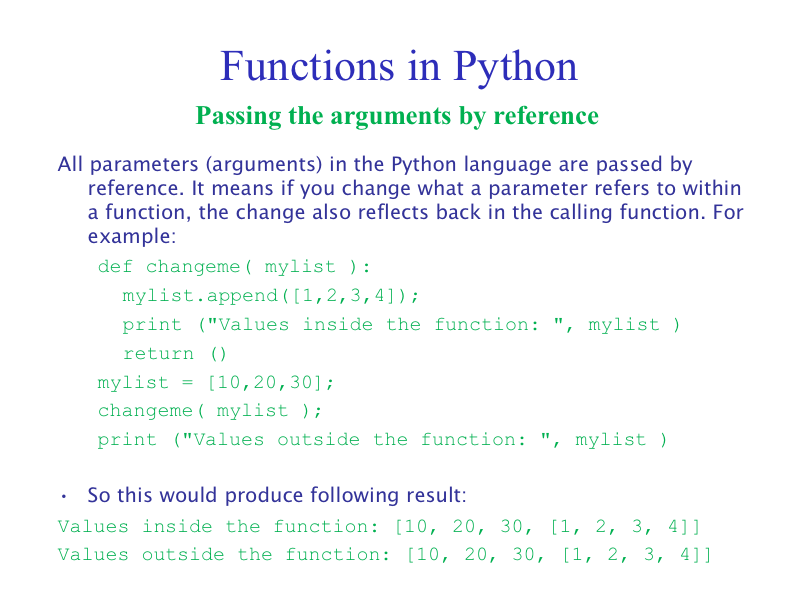 Functions in Python
Passing the arguments by reference
All parameters (arguments) in the Python language are passed by
reference. It means if you change what a parameter refers to within
a function, the change also reflects back in the calling function. For
example:
def changeme( mylist ):
mylist.append([1,2,3,4]);
print ("Values inside the function: ", mylist )
return ()
mylist = [10,20,30];
changeme( mylist );
print ("Values outside the function: ", mylist )
• So this would produce following result:
Values inside the function: [10, 20, 30, [1, 2, 3, 4]]
Values outside the function: [10, 20, 30, [1, 2, 3, 4]]